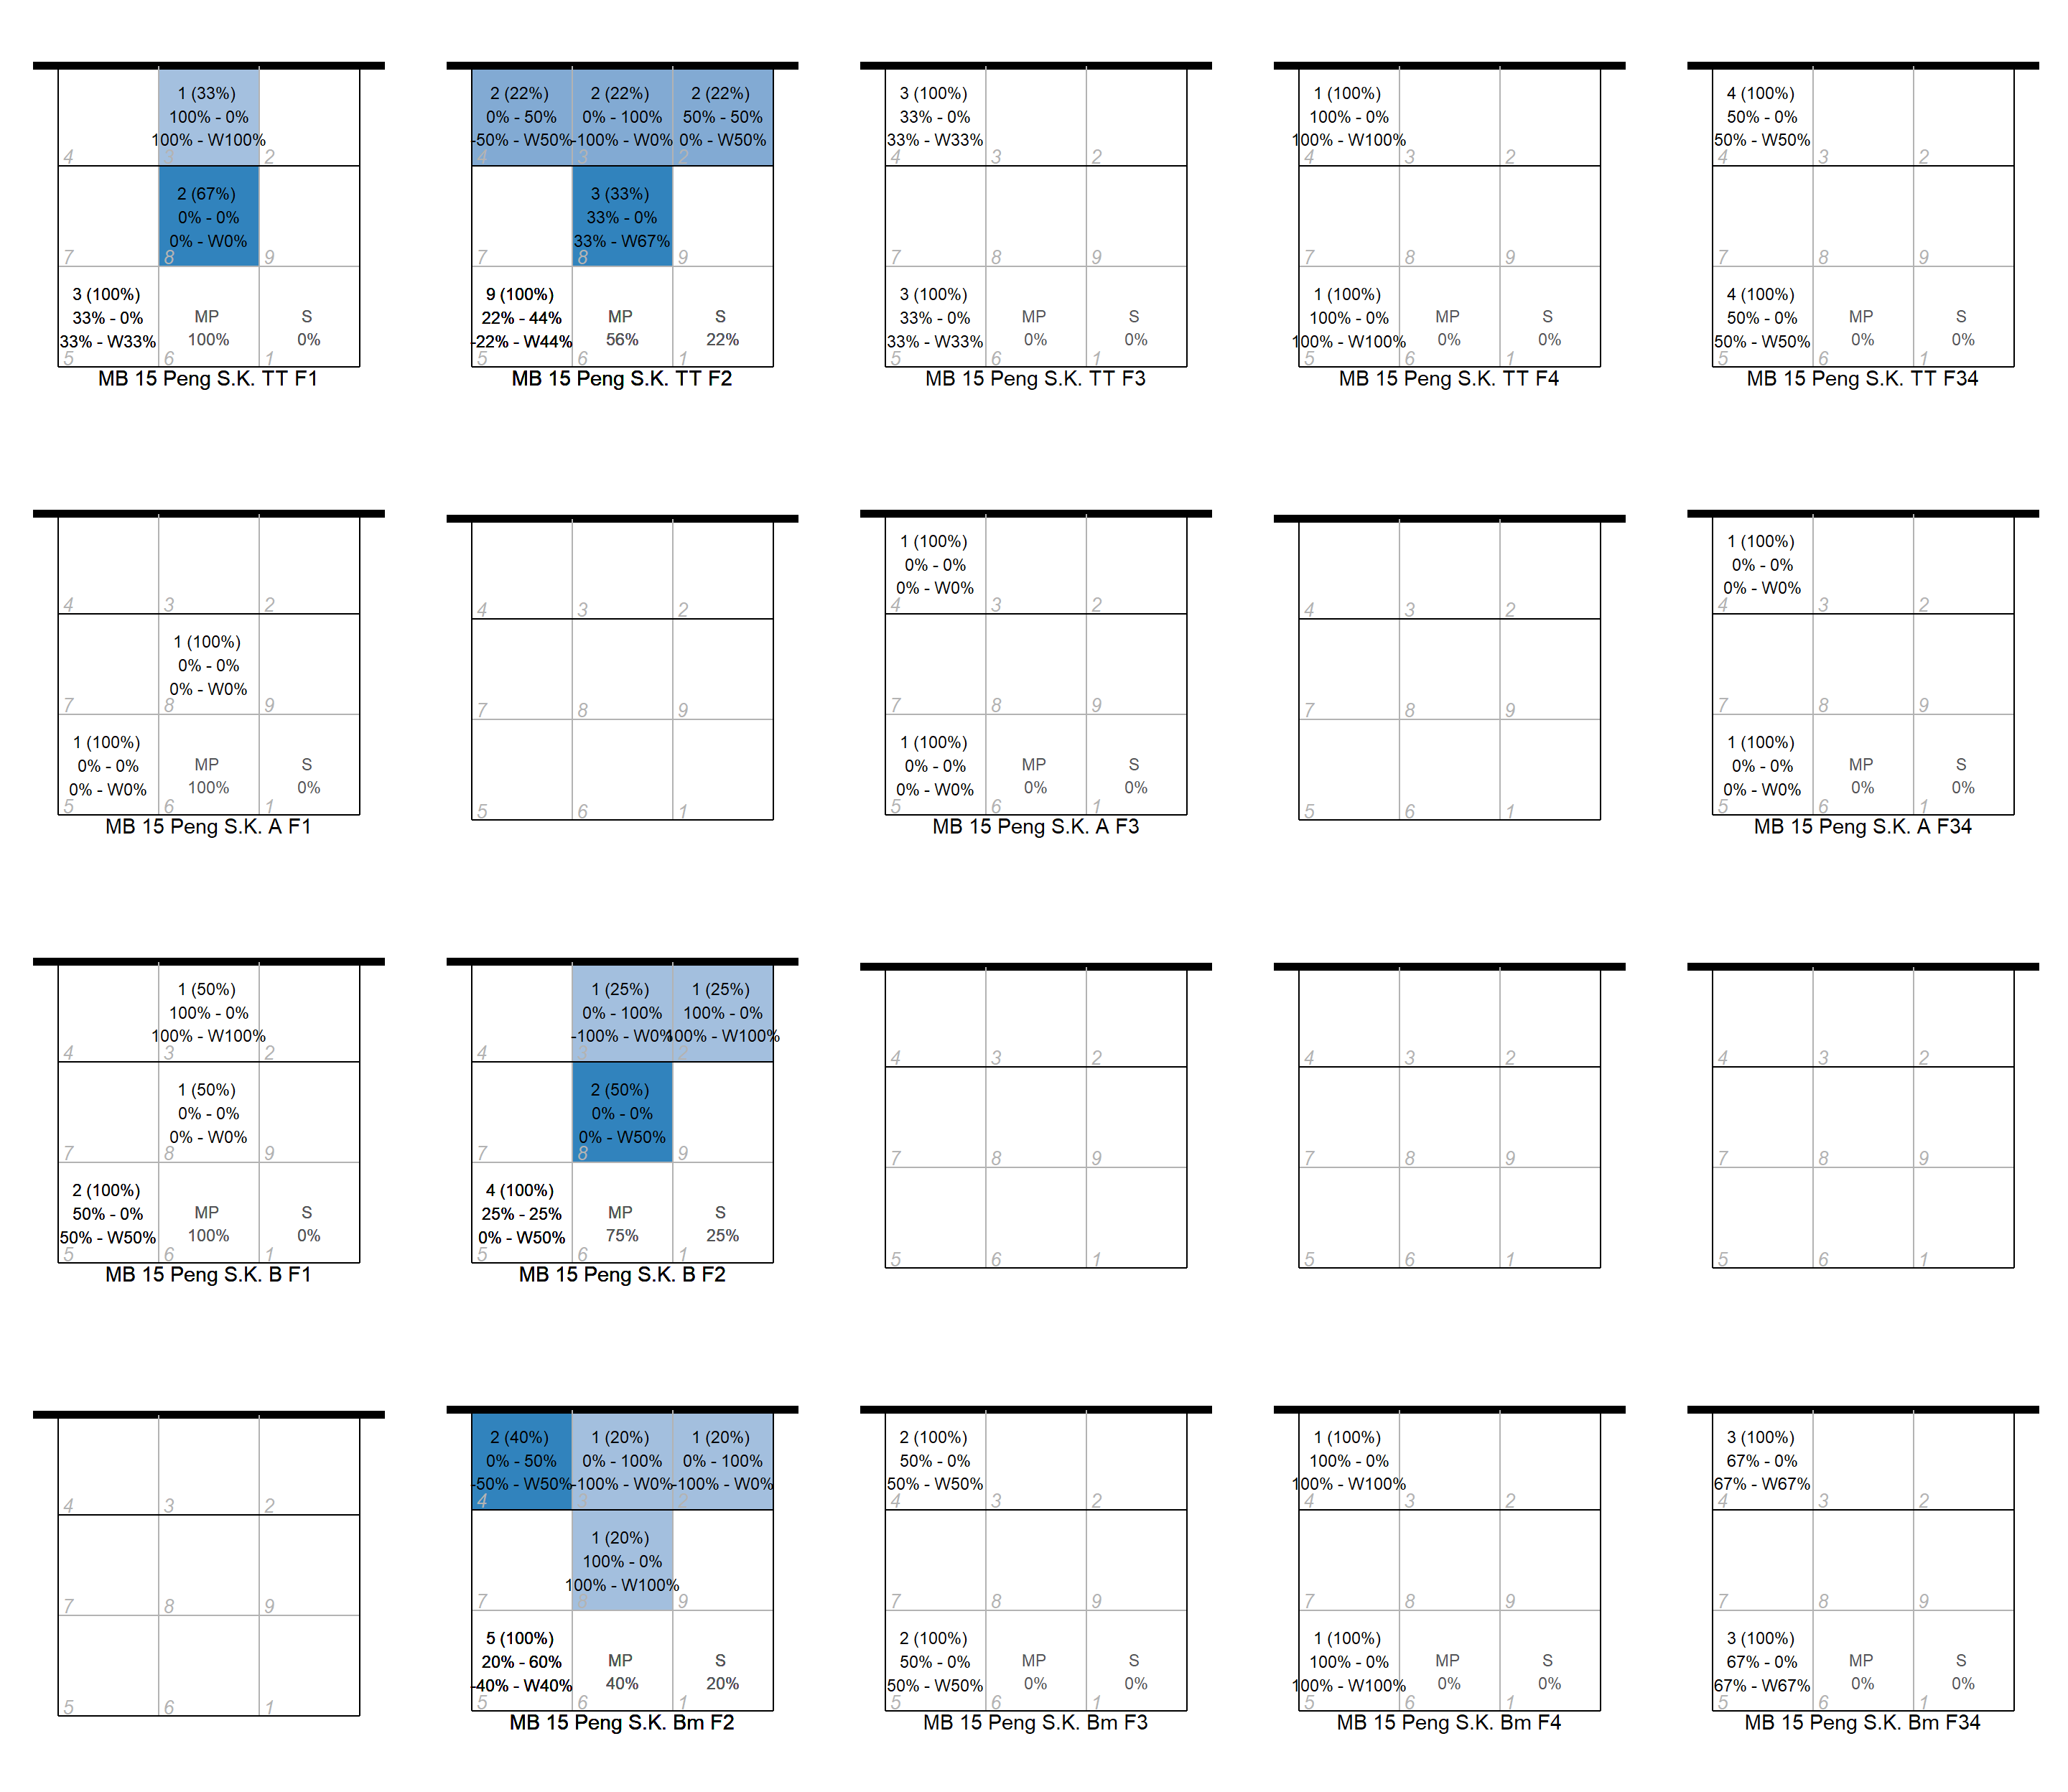 1 (33%)
100% - 0%
100% - W100%
4
3
2
2 (67%)
0% - 0%
0% - W0%
7
8
9
3 (100%)
33% - 0%
33% - W33%
MP
100%
S
0%
5
6
1
MB 15 Peng S.K. TT F1
2 (22%)
0% - 50%
-50% - W50%
2 (22%)
0% - 100%
-100% - W0%
2 (22%)
50% - 50%
0% - W50%
4
3
2
3 (33%)
33% - 0%
33% - W67%
7
8
9
9 (100%)
22% - 44%
-22% - W44%
MP
56%
S
22%
5
6
1
MB 15 Peng S.K. TT F2
3 (100%)
33% - 0%
33% - W33%
4
3
2
7
8
9
3 (100%)
33% - 0%
33% - W33%
MP
0%
S
0%
5
6
1
MB 15 Peng S.K. TT F3
1 (100%)
100% - 0%
100% - W100%
4
3
2
7
8
9
1 (100%)
100% - 0%
100% - W100%
MP
0%
S
0%
5
6
1
MB 15 Peng S.K. TT F4
4 (100%)
50% - 0%
50% - W50%
4
3
2
7
8
9
4 (100%)
50% - 0%
50% - W50%
MP
0%
S
0%
5
6
1
MB 15 Peng S.K. TT F34
4
3
2
1 (100%)
0% - 0%
0% - W0%
7
8
9
1 (100%)
0% - 0%
0% - W0%
MP
100%
S
0%
5
6
1
MB 15 Peng S.K. A F1
4
3
2
7
8
9
5
6
1
1 (100%)
0% - 0%
0% - W0%
4
3
2
7
8
9
1 (100%)
0% - 0%
0% - W0%
MP
0%
S
0%
5
6
1
MB 15 Peng S.K. A F3
4
3
2
7
8
9
5
6
1
1 (100%)
0% - 0%
0% - W0%
4
3
2
7
8
9
1 (100%)
0% - 0%
0% - W0%
MP
0%
S
0%
5
6
1
MB 15 Peng S.K. A F34
1 (50%)
100% - 0%
100% - W100%
4
3
2
1 (50%)
0% - 0%
0% - W0%
7
8
9
2 (100%)
50% - 0%
50% - W50%
MP
100%
S
0%
5
6
1
MB 15 Peng S.K. B F1
1 (25%)
0% - 100%
-100% - W0%
1 (25%)
100% - 0%
100% - W100%
4
3
2
2 (50%)
0% - 0%
0% - W50%
7
8
9
4 (100%)
25% - 25%
0% - W50%
MP
75%
S
25%
5
6
1
MB 15 Peng S.K. B F2
4
3
2
7
8
9
5
6
1
4
3
2
7
8
9
5
6
1
4
3
2
7
8
9
5
6
1
4
3
2
7
8
9
5
6
1
2 (40%)
0% - 50%
-50% - W50%
1 (20%)
0% - 100%
-100% - W0%
1 (20%)
0% - 100%
-100% - W0%
4
3
2
1 (20%)
100% - 0%
100% - W100%
7
8
9
5 (100%)
20% - 60%
-40% - W40%
MP
40%
S
20%
5
6
1
MB 15 Peng S.K. Bm F2
2 (100%)
50% - 0%
50% - W50%
4
3
2
7
8
9
2 (100%)
50% - 0%
50% - W50%
MP
0%
S
0%
5
6
1
MB 15 Peng S.K. Bm F3
1 (100%)
100% - 0%
100% - W100%
4
3
2
7
8
9
1 (100%)
100% - 0%
100% - W100%
MP
0%
S
0%
5
6
1
MB 15 Peng S.K. Bm F4
3 (100%)
67% - 0%
67% - W67%
4
3
2
7
8
9
3 (100%)
67% - 0%
67% - W67%
MP
0%
S
0%
5
6
1
MB 15 Peng S.K. Bm F34